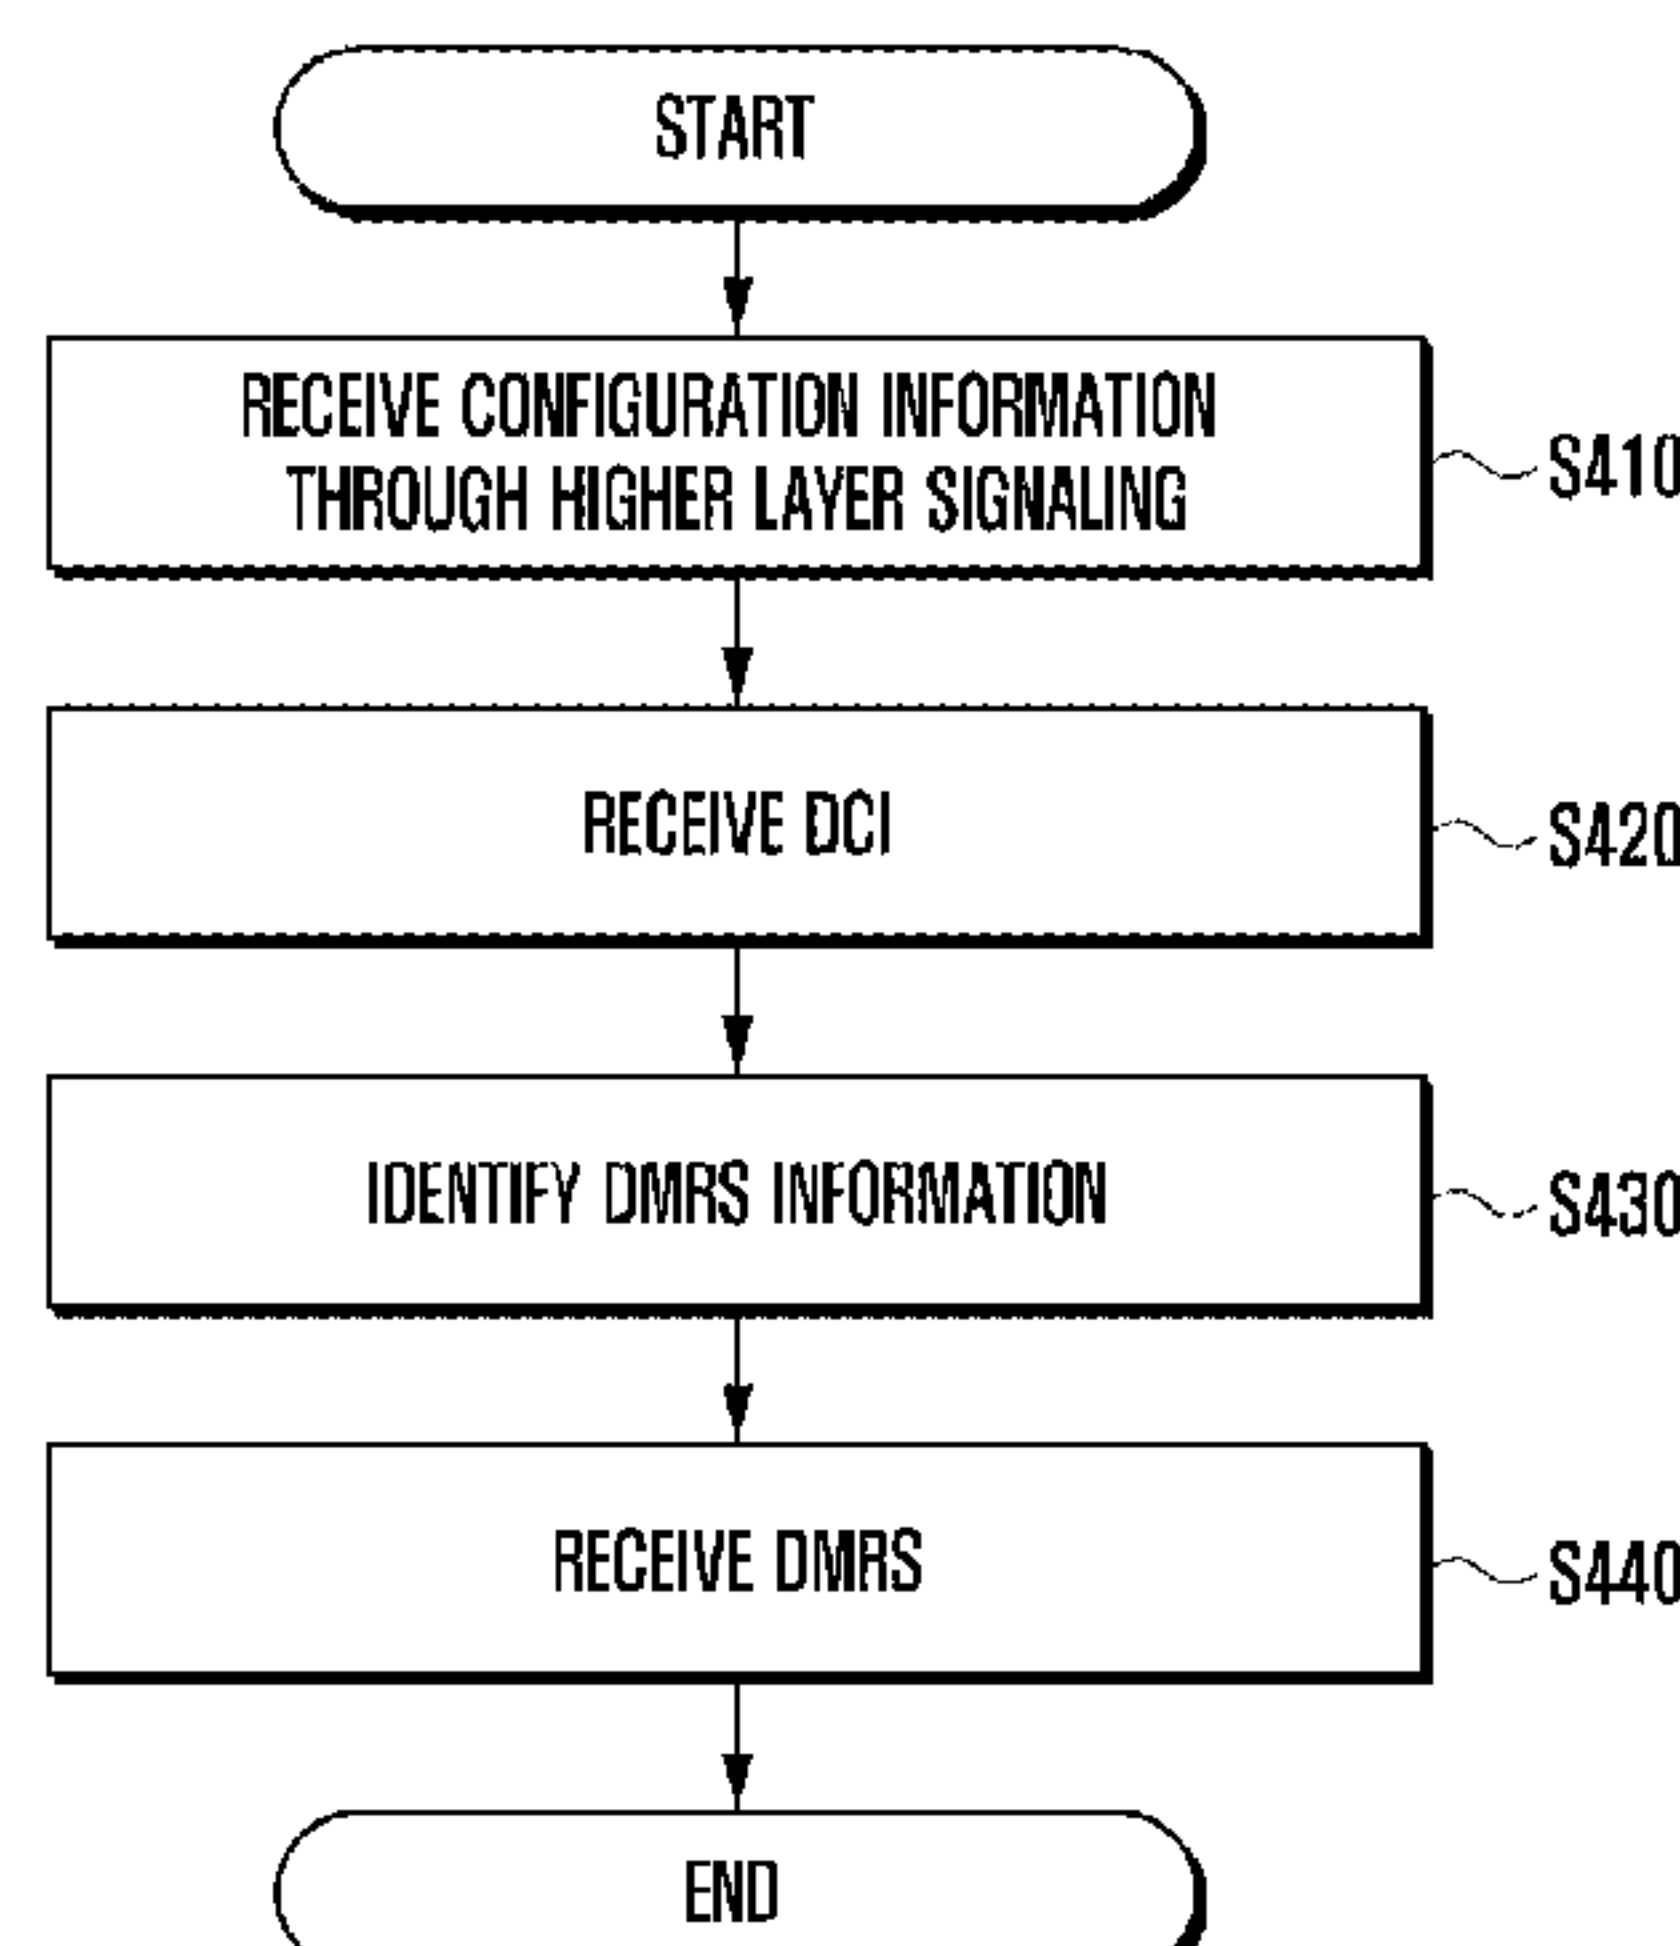 START
RECEIVE CONFIGURATION INFORMATION
THROUGH HIGHER LAYER SIGNALING
S410
RECEIVE DCI
S420
IDENTIFY DMRS INFORMATION
S430
RECEIVE DMRS
S440
END